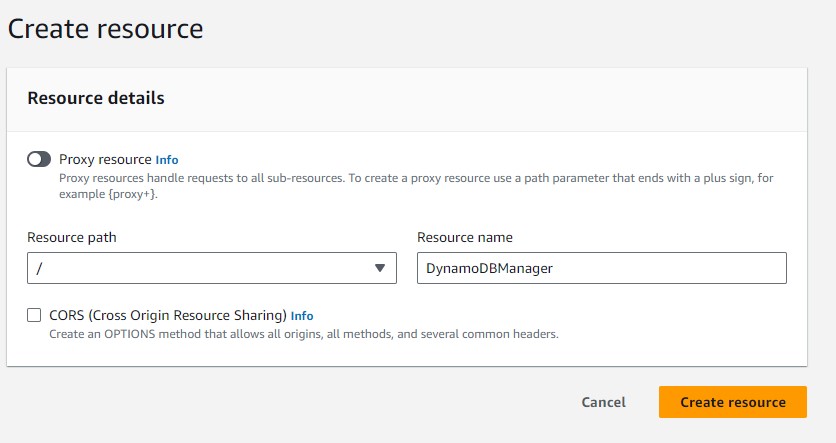 Create resource
Resource details
Proxy resource Info
Proxy resources handle requests to all sub-resources. To create a proxy resource use a path parameter that ends with a plus sign, for
example {proxy+}.
Resource path
Resource name
/
DynamoDBManager
CORS (Cross Origin Resource Sharing) Info
Create an OPTIONS method that allows all origins, all methods, and several common headers.
Cancel
Create resource